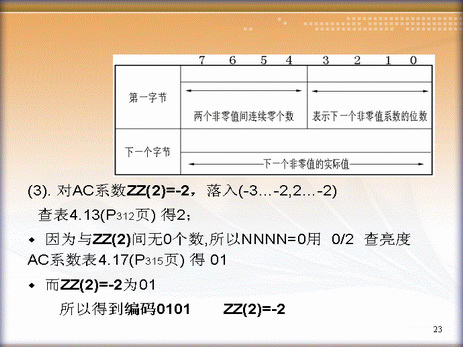 7 6 5 4 3 2 1 0
第一字节 两个非零值间连续零个数 表示下一个非零值系数的位数
下一个字节 下一个非零值的实际值
(3). 对AC系数ZZ(2)=-2，落入(-3…-2,2…-2)
查表4.13(P312页) 得2；
因为与ZZ(2)间无0个数,所以NNNN=0用 0/2 查亮度
AC系数表4.17(P315页) 得 01
而ZZ(2)=-2为01
所以得到编码0101 ZZ(2)=-2
23